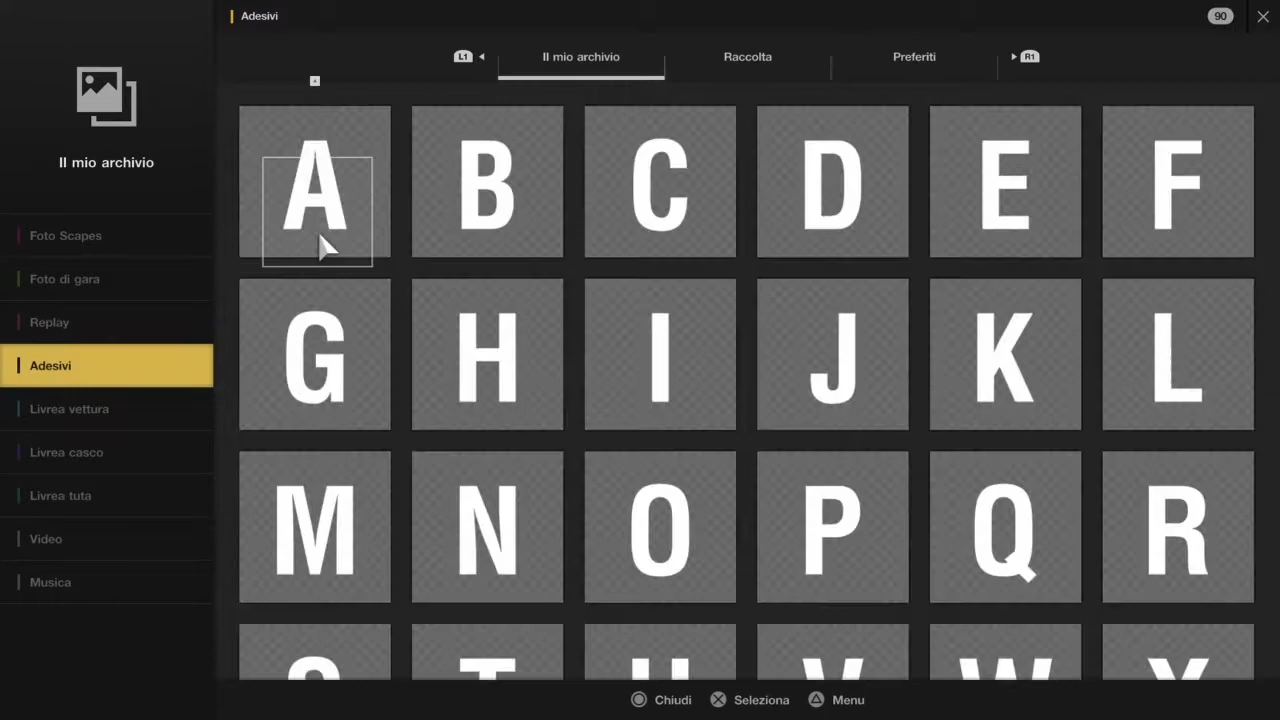 Adesivi
90
L1
Il mio archivio
Raccolta
Preferiti
R1
Il mio archivio
Foto Scapes
Foto di gara
Replay
Adesivi
Livrea vettura
Livrea casco
Livrea tuta
Video
Musica
A B C D E F
G H I J K L
M N O P Q R
S T U V W X
Chiudi
Seleziona
Menu